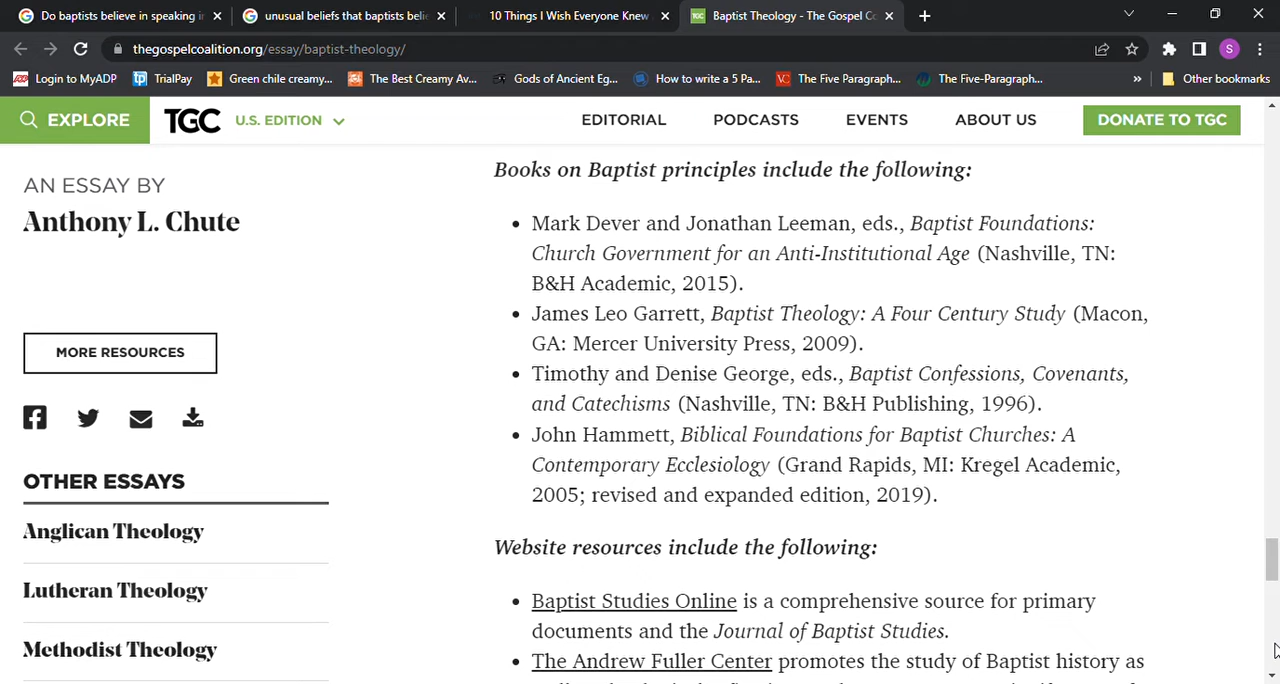 Do baptists believe in speaking i
unusual beliefs that baptists beli
10 Things I Wish Everyone Knew
TGC Baptist Theology - The Gospel C
thegospelcoalition.org/essay/baptist-theology/
S
Login to MyADP
TrialPay
Green chile creamy...
The Best Creamy Av...
Gods of Ancient Eg...
How to write a 5 Pa...
VC The Five Paragraph...
The Five-Paragraph...
»
Other bookmarks
EXPLORE
TGC
U.S. EDITION
EDITORIAL
PODCASTS
EVENTS
ABOUT US
DONATE TO TGC
AN ESSAY BY
Anthony L. Chute
MORE RESOURCES
OTHER ESSAYS
Anglican Theology
Lutheran Theology
Methodist Theology
Books on Baptist principles include the following:
• Mark Dever and Jonathan Leeman, eds., Baptist Foundations:
Church Government for an Anti-Institutional Age (Nashville, TN:
B&H Academic, 2015).
• James Leo Garrett, Baptist Theology: A Four Century Study (Macon,
GA: Mercer University Press, 2009).
• Timothy and Denise George, eds., Baptist Confessions, Covenants,
and Catechisms (Nashville, TN: B&H Publishing, 1996).
• John Hammett, Biblical Foundations for Baptist Churches: A
Contemporary Ecclesiology (Grand Rapids, MI: Kregel Academic,
2005; revised and expanded edition, 2019).
Website resources include the following:
• Baptist Studies Online is a comprehensive source for primary
documents and the Journal of Baptist Studies.
• The Andrew Fuller Center promotes the study of Baptist history as